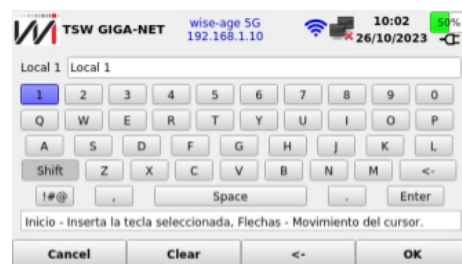 TSW GIGA-NET
wise-age 5G
192.168.1.10
10:02
26/10/2023
50%
Local 1 Local 1
1 2 3 4 5 6 7 8 9 0
Q W E R T Y U I O P
A S D F G H J K L
Shift Z X C V B N M <-
!#@ , Space . Enter
Inicio - Inserta la tecla seleccionada, Flechas - Movimiento del cursor.
Cancel Clear <- OK